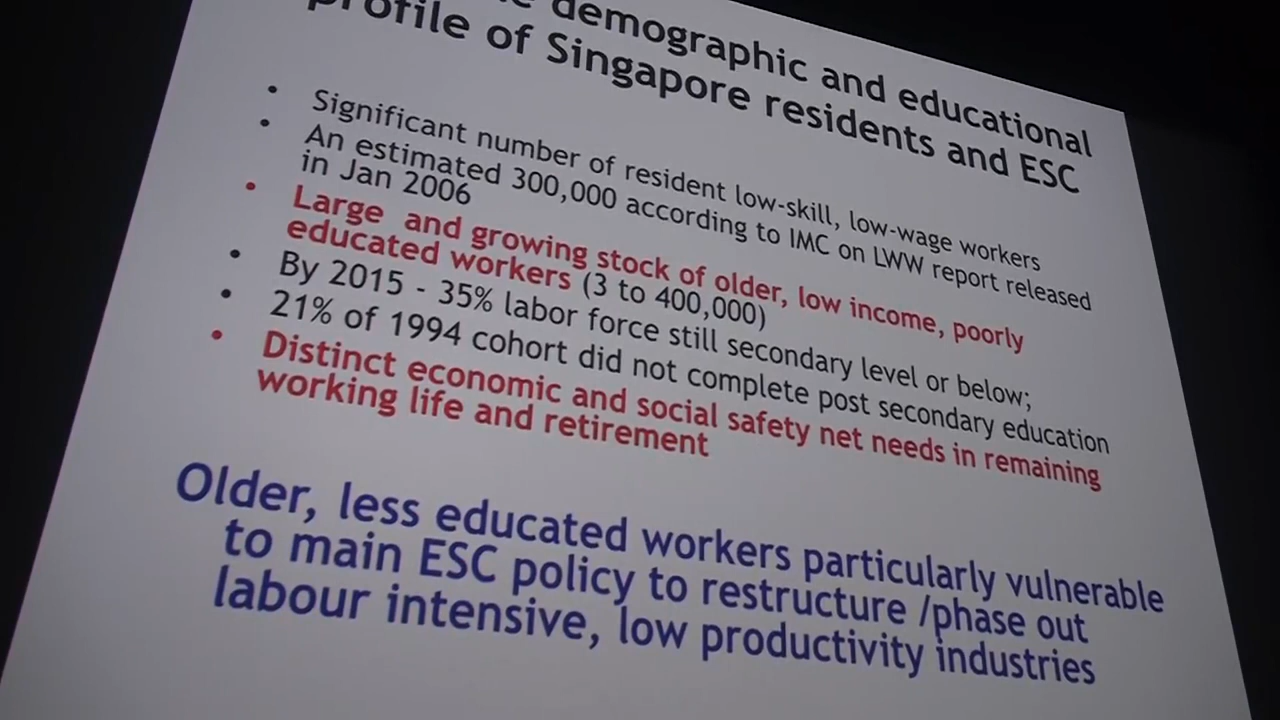 demographic and educational
profile of Singapore residents and ESC
• Significant number of resident low-skill, low-wage workers
• An estimated 300,000 according to IMC on LWW report released
in Jan 2006
• Large and growing stock of older, low income, poorly
educated workers (3 to 400,000)
• By 2015 - 35% labor force still secondary level or below;
• 21% of 1994 cohort did not complete post secondary education
• Distinct economic and social safety net needs in remaining
working life and retirement
Older, less educated workers particularly vulnerable
to main ESC policy to restructure /phase out
labour intensive, low productivity industries